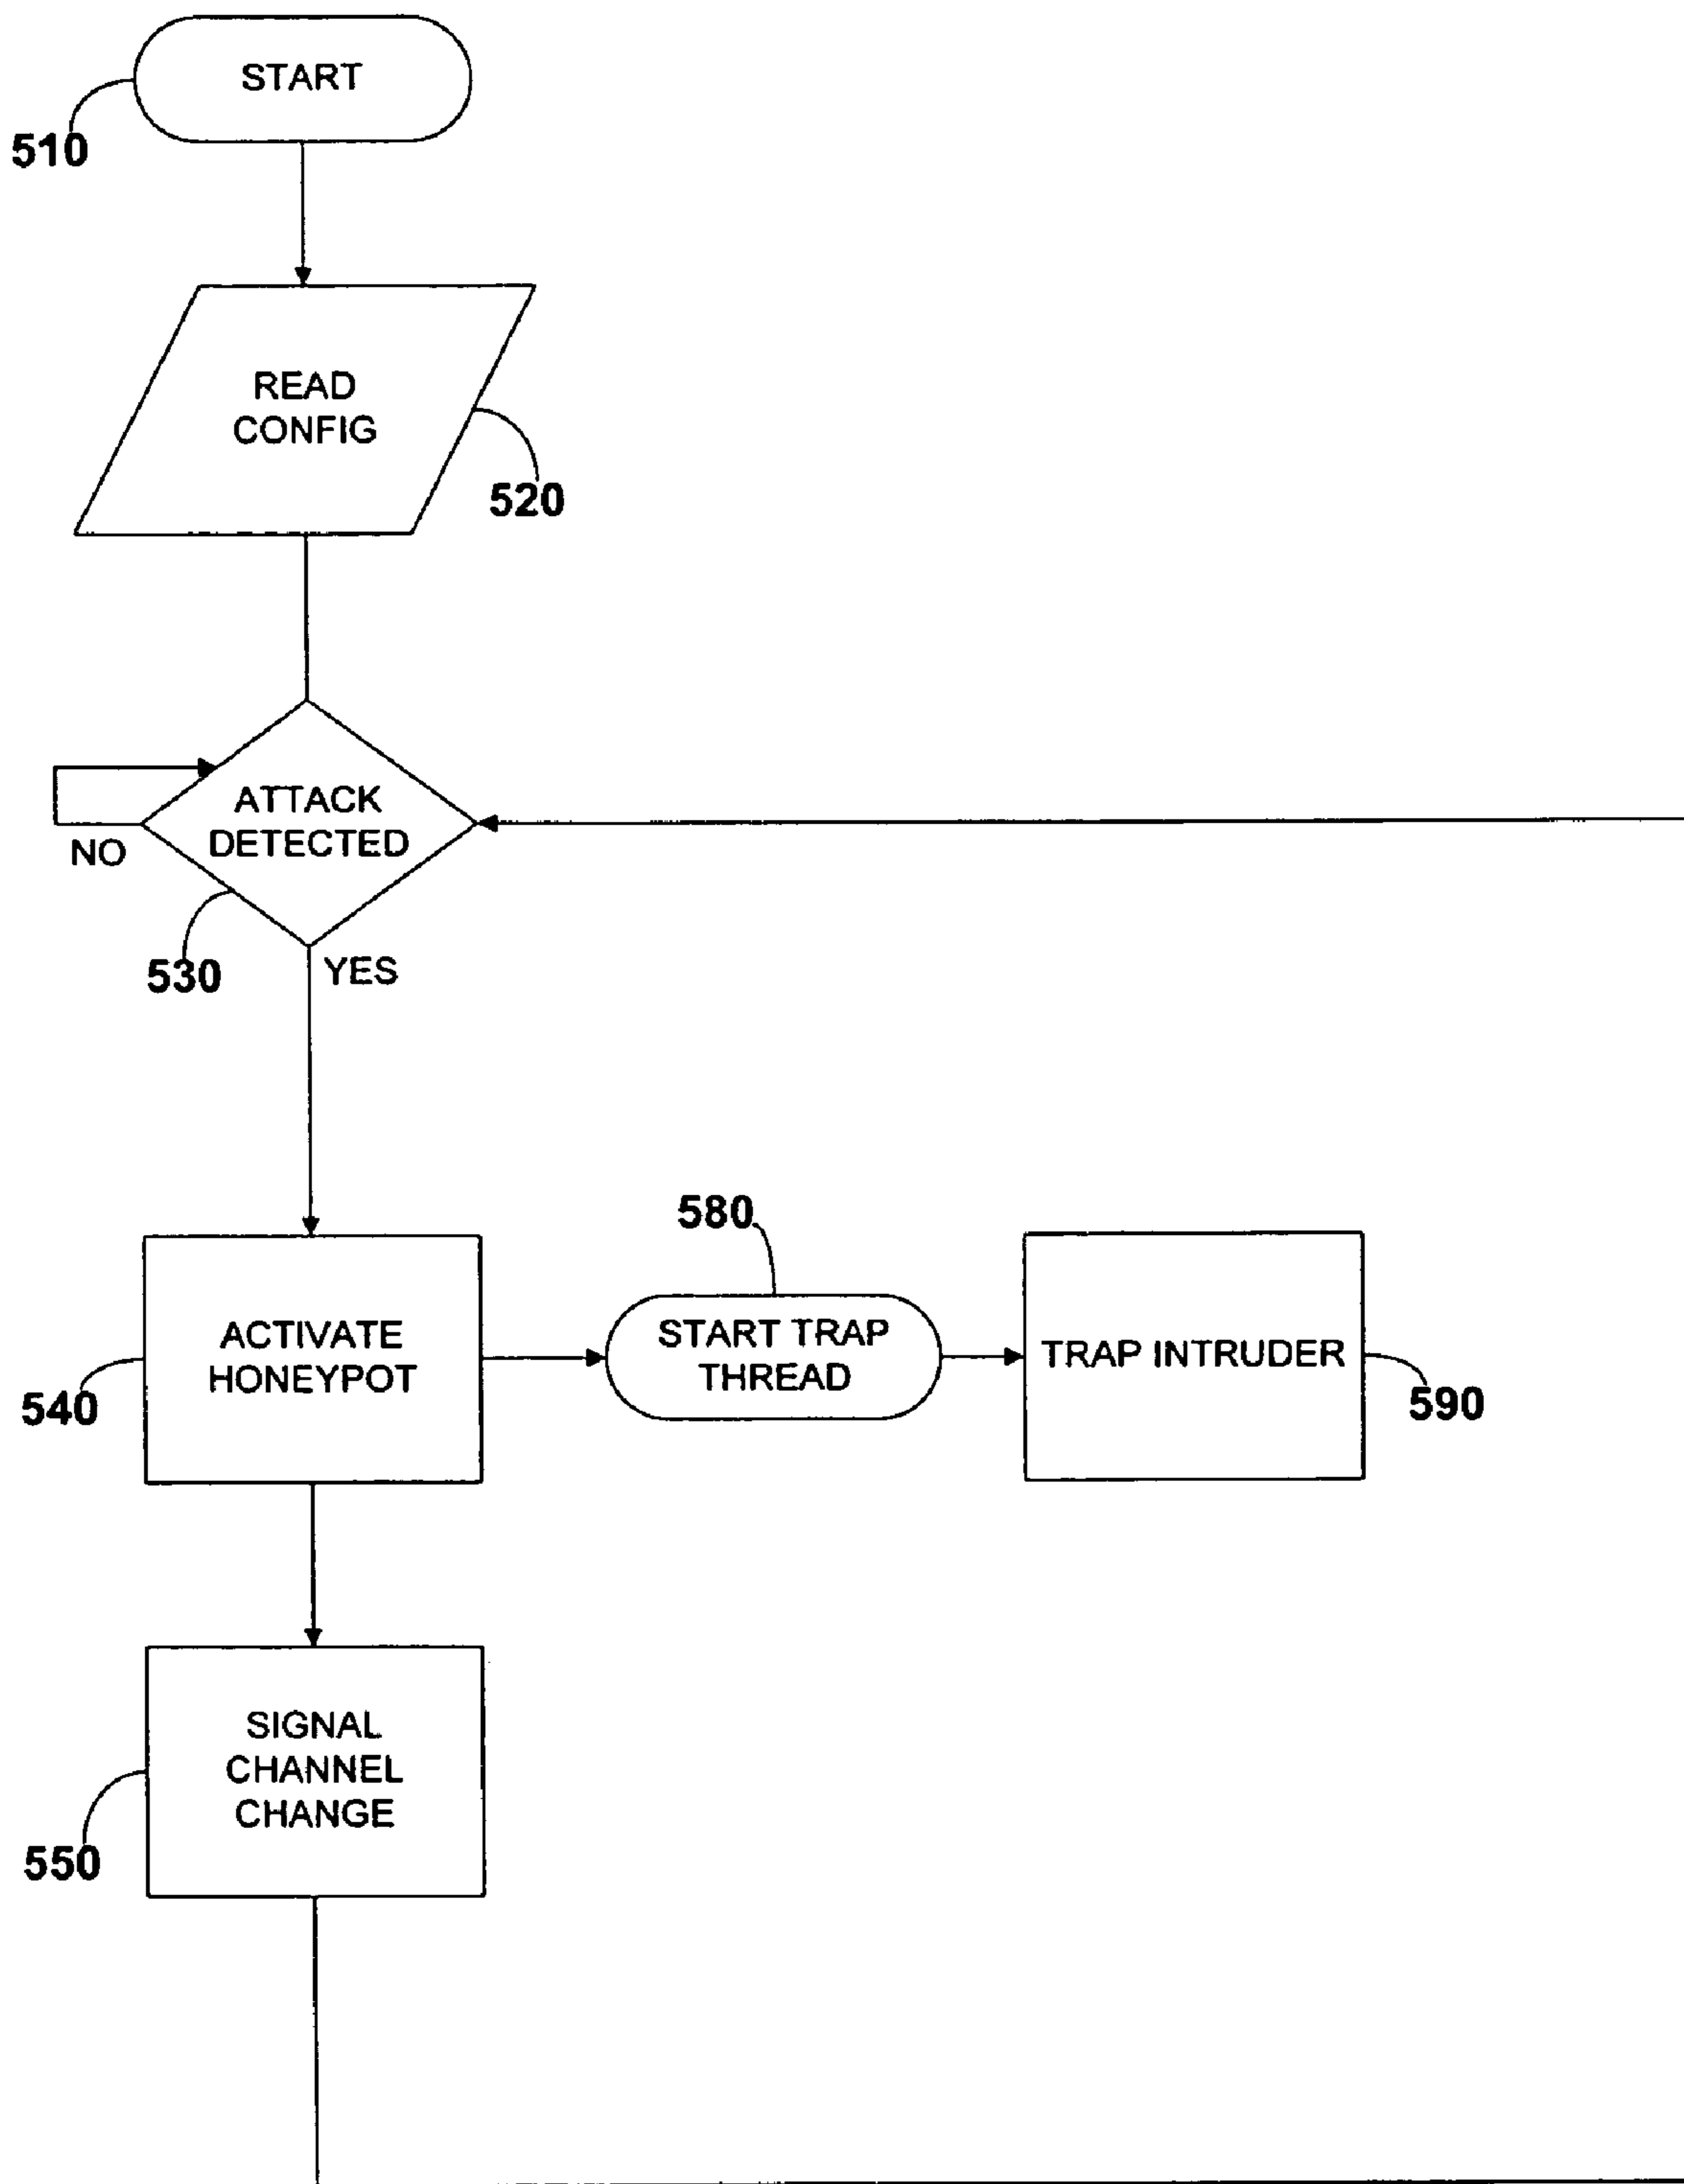 START
510
READ
CONFIG
520
ATTACK
DETECTED
NO
530
YES
580
ACTIVATE
HONEYPOT
540
START TRAP
THREAD
TRAP INTRUDER
590
SIGNAL
CHANNEL
CHANGE
550